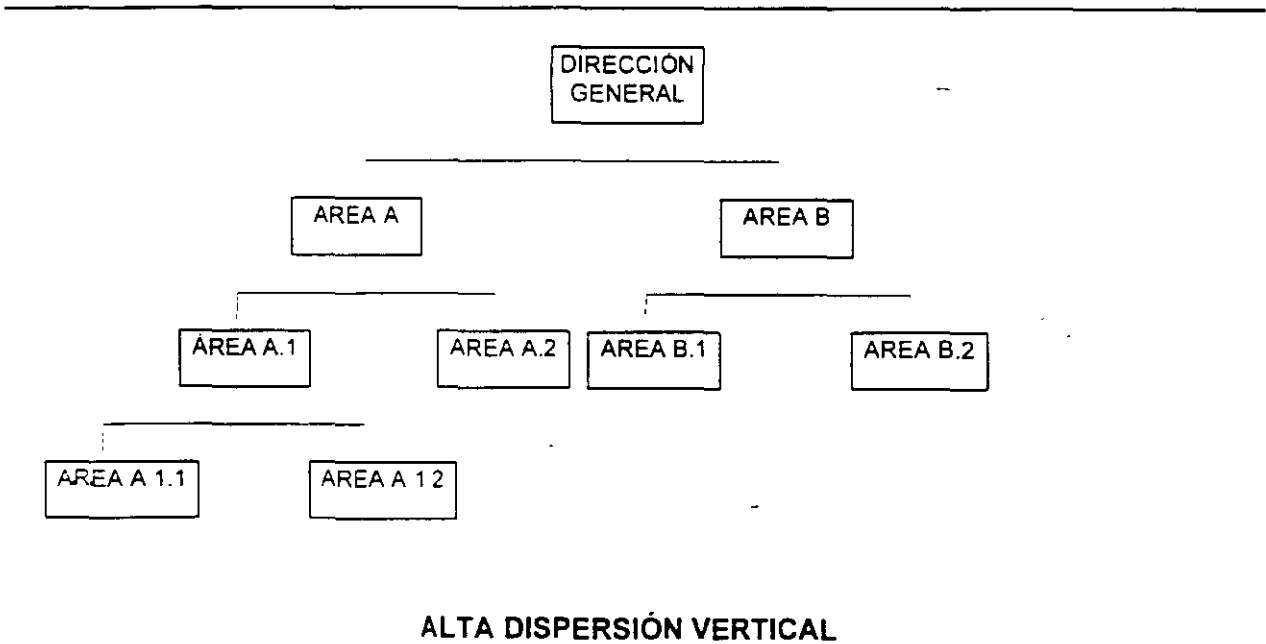 DIRECCIÓN
GENERAL
AREA A
AREA B
ÁREA A.1
AREA A.2
AREA B.1
AREA B.2
AREA A 1.1
AREA A 1 2
ALTA DISPERSIÓN VERTICAL